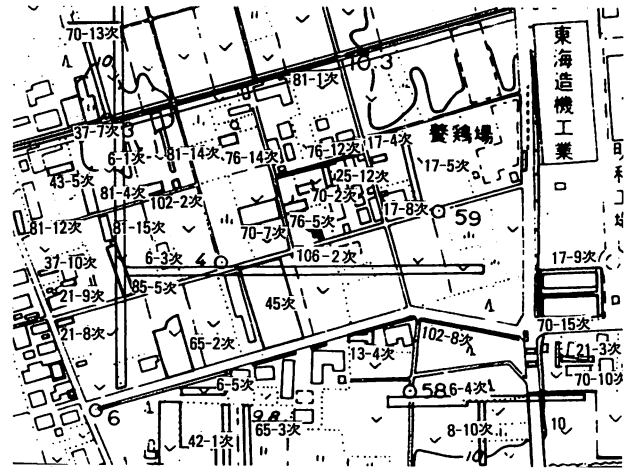 70-13次
10.3
81-1次
東海造機工業
養鶏場
37-7次
3
6-1次
81-14次
76-14次
76-12次
17-4次
17-5次
43-5次
81-4次
102-2次
25-12次
70-2次
81-12次
81-15次
70-7次
76-5次
17-8次
59
37-10次
6-3次
4
106-2次
17-9次
21-9次
85-5次
45次
21-8次
65-2次
13-4次
102-8次
70-15次
21-3次
6-5次
58
6-4次
70-10次
6
98
42-1次
65-3次
8-10次
10
10